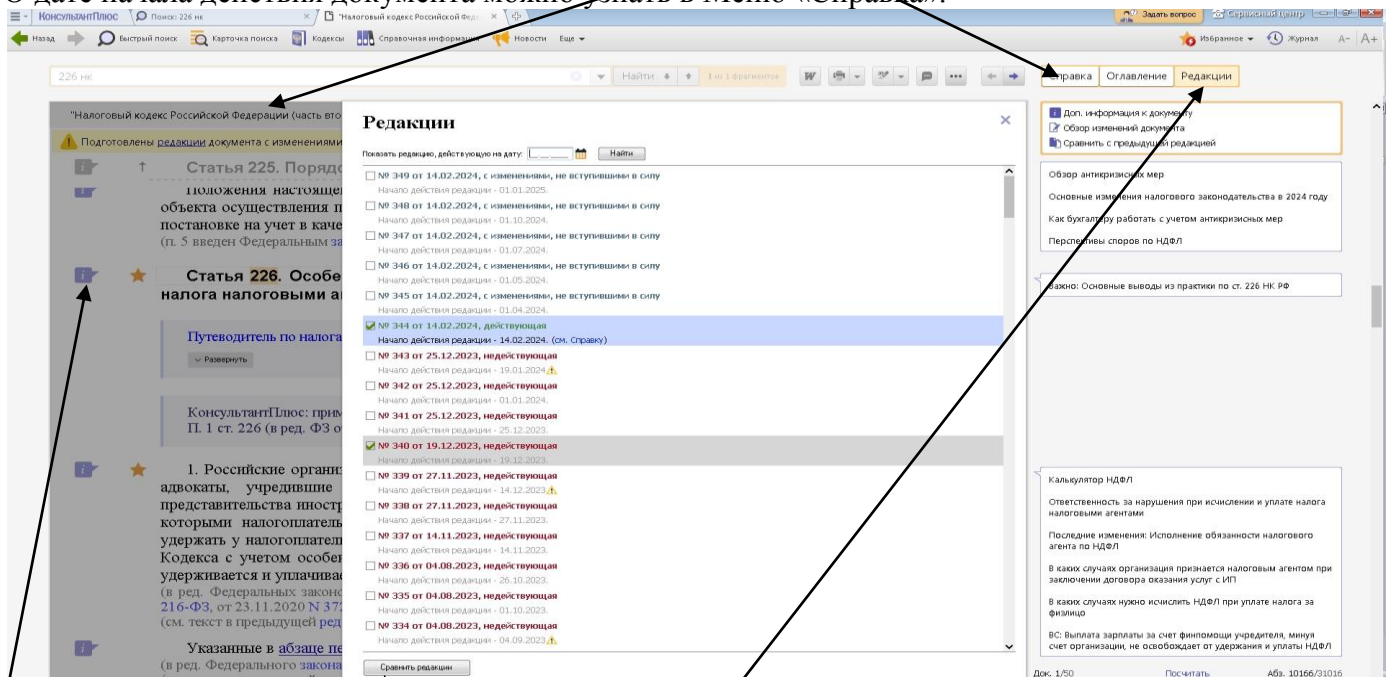 О дате начала действия документа можно узнать в Меню «Справка».
КонсультантПлюс Поиск: 226 нк × "Налоговый кодекс Российской Феде × Задать вопрос Сервисный центр
Назад Быстрый поиск Карточка поиска Кодексы Справочная информация Новости Еще Избранное Журнал A- A+
226 нк Найти 1 из 1 фрагментов W Справка Оглавление Редакции
"Налоговый кодекс Российской Федерации (часть вто
Подготовлены редакции документа с изменениями
Статья 225. Порядо
Положения настояще
объекта осуществления п
постановке на учет в каче
(п. 5 введен Федеральным за
Статья 226. Особе
налога налоговыми а
Путеводитель по налога
Развернуть
КонсультантПлюс: прим
П. 1 ст. 226 (в ред. ФЗ о
1. Российские организ
адвокаты, учредившие
представительства иностр
которыми налогоплатель
удержать у налогоплатель
Кодекса с учетом особен
удерживается и уплачивае
(в ред. Федеральных законо
216-ФЗ, от 23.11.2020 N 372
(см. текст в предыдущей ред
Указанные в абзаце пе
(в ред. Федерального закона
Редакции ×
Показать редакцию, действующую на дату: Найти
№ 349 от 14.02.2024, с изменениями, не вступившими в силу
Начало действия редакции - 01.01.2025.
№ 348 от 14.02.2024, с изменениями, не вступившими в силу
Начало действия редакции - 01.10.2024.
№ 347 от 14.02.2024, с изменениями, не вступившими в силу
Начало действия редакции - 01.07.2024.
№ 346 от 14.02.2024, с изменениями, не вступившими в силу
Начало действия редакции - 01.05.2024.
№ 345 от 14.02.2024, с изменениями, не вступившими в силу
Начало действия редакции - 01.04.2024.
№ 344 от 14.02.2024, действующая
Начало действия редакции - 14.02.2024. (см. Справку)
№ 343 от 25.12.2023, недействующая
Начало действия редакции - 19.01.2024
№ 342 от 25.12.2023, недействующая
Начало действия редакции - 01.01.2024.
№ 341 от 25.12.2023, недействующая
Начало действия редакции - 25.12.2023.
№ 340 от 19.12.2023, недействующая
Начало действия редакции - 19.12.2023.
№ 339 от 27.11.2023, недействующая
Начало действия редакции - 14.12.2023
№ 338 от 27.11.2023, недействующая
Начало действия редакции - 27.11.2023.
№ 337 от 14.11.2023, недействующая
Начало действия редакции - 14.11.2023.
№ 336 от 04.08.2023, недействующая
Начало действия редакции - 26.10.2023.
№ 335 от 04.08.2023, недействующая
Начало действия редакции - 01.10.2023.
№ 334 от 04.08.2023, недействующая
Начало действия редакции - 04.09.2023
Сравнить редакции
Доп. информация к документу
Обзор изменений документа
Сравнить с предыдущей редакцией
Обзор антикризисных мер
Основные изменения налогового законодательства в 2024 году
Как бухгалтеру работать с учетом антикризисных мер
Перспективы споров по НДФЛ
Важно: Основные выводы из практики по ст. 226 НК РФ
Калькулятор НДФЛ
Ответственность за нарушения при исчислении и уплате налога
налоговыми агентами
Последние изменения: Исполнение обязанности налогового
агента по НДФЛ
В каких случаях организация признается налоговым агентом при
заключении договора оказания услуг с ИП
В каких случаях нужно исчислить НДФЛ при уплате налога за
физлицо
ВС: Выплата зарплаты за счет финпомощи учредителя, минуя
счет организации, не освобождает от удержания и уплаты НДФЛ
Док. 1/50 Посчитать Абз. 10166/31016